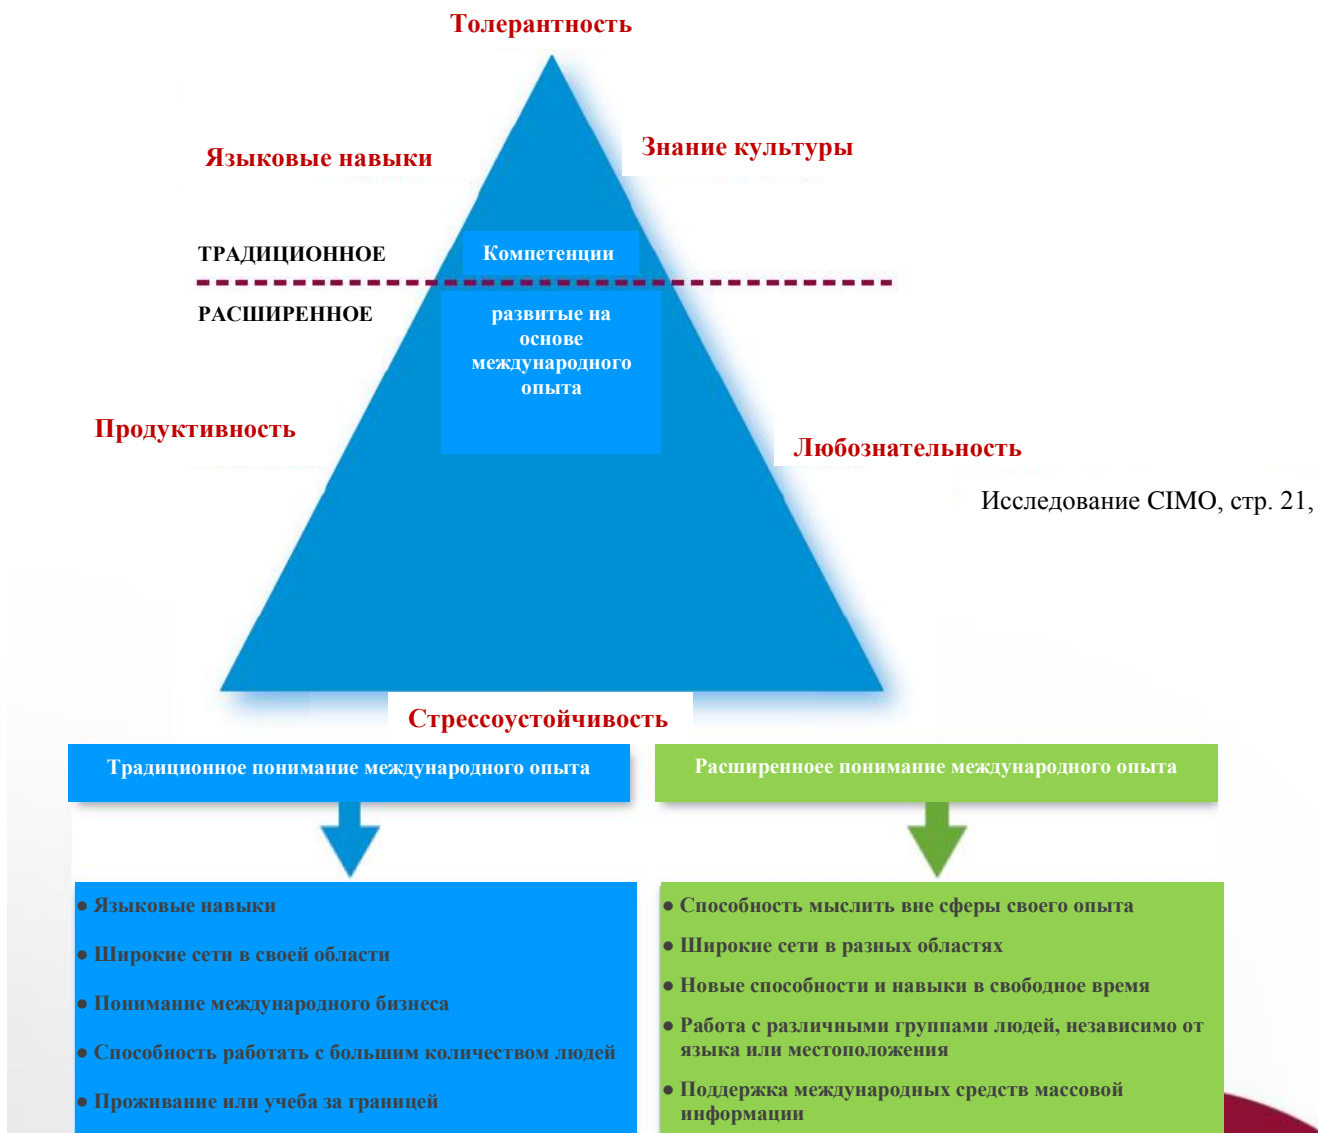 Толерантность
Языковые навыки
Знание культуры
ТРАДИЦИОННОЕ
Компетенции
РАСШИРЕННОЕ
развитые на
основе
международного
опыта
Продуктивность
Любознательность
Исследование CIMO, стр. 21,
Стрессоустойчивость
Традиционное понимание международного опыта
● Языковые навыки
● Широкие сети в своей области
● Понимание международного бизнеса
● Способность работать с большим количеством людей
● Проживание или учеба за границей
Расширенноее понимание международного опыта
● Способность мыслить вне сферы своего опыта
● Широкие сети в разных областях
● Новые способности и навыки в свободное время
● Работа с различными группами людей, независимо от
языка или местоположения
● Поддержка международных средств массовой
информации